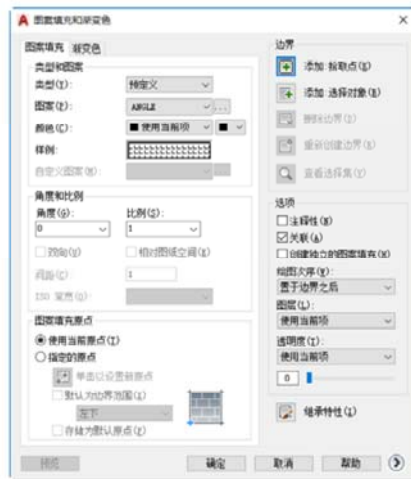 图案填充和渐变色
图案填充 渐变色
类型和图案
类型(Y): 预定义
图案(P): ANGLE
颜色(C): 使用当前项
样例:
自定义图案(M):
角度和比例
角度(G): 比例(S):
0 1
双向(U) 相对图纸空间(E)
间距(C): 1
ISO 笔宽(O):
图案填充原点
使用当前原点(T)
指定的原点
单击以设置新原点
默认为边界范围(X)
左下
存储为默认原点(F)
预览
边界
添加:拾取点(K)
添加:选择对象(B)
删除边界(D)
重新创建边界(R)
查看选择集(V)
选项
注释性(N)
关联(A)
创建独立的图案填充(H)
绘图次序(W):
置于边界之后
图层(L):
使用当前项
透明度(T):
使用当前项
0
继承特性(I)
确定 取消 帮助